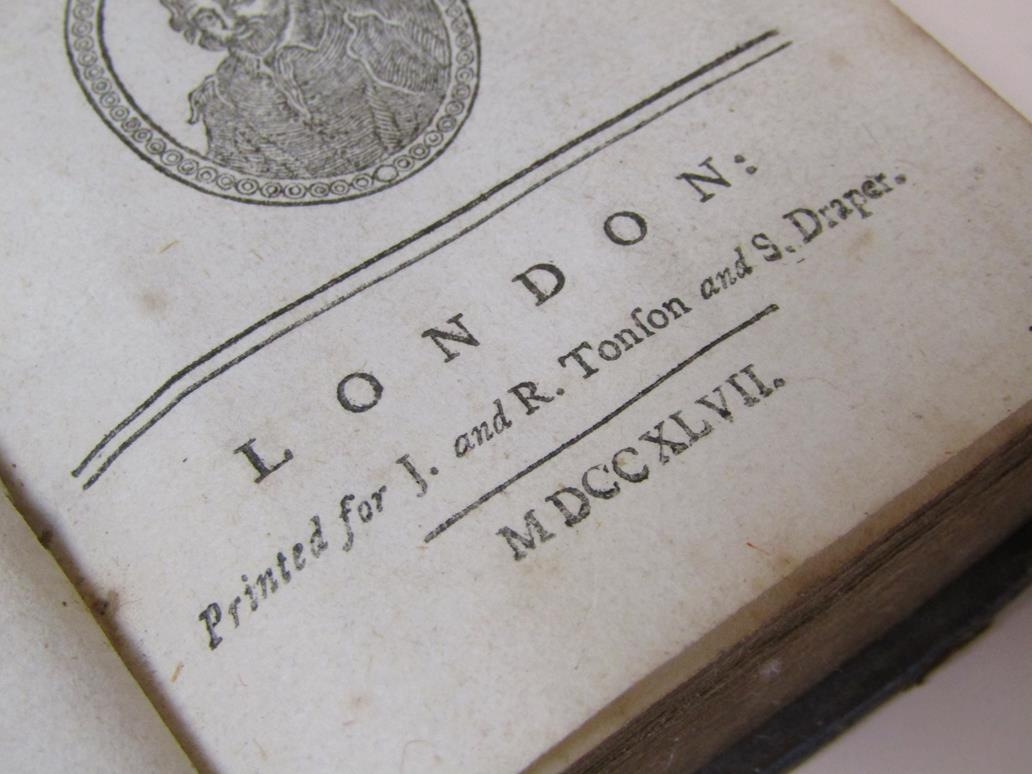 LONDON:
Printed for J. and R. Tonſon and S. Draper.
MDCCXLVII.